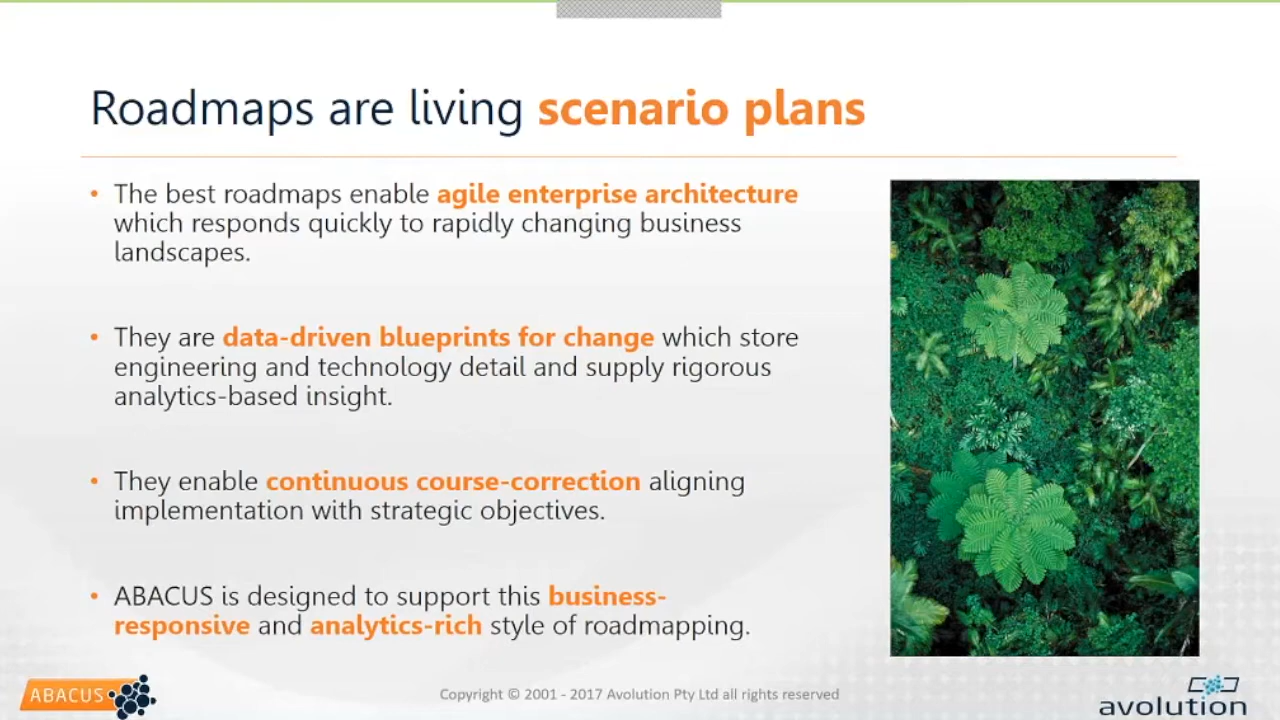 Roadmaps are living scenario plans
• The best roadmaps enable agile enterprise architecture
which responds quickly to rapidly changing business
landscapes.
• They are data-driven blueprints for change which store
engineering and technology detail and supply rigorous
analytics-based insight.
• They enable continuous course-correction aligning
implementation with strategic objectives.
• ABACUS is designed to support this business-
responsive and analytics-rich style of roadmapping.
ABACUS
Copyright © 2001 - 2017 Avolution Pty Ltd all rights reserved
avolution